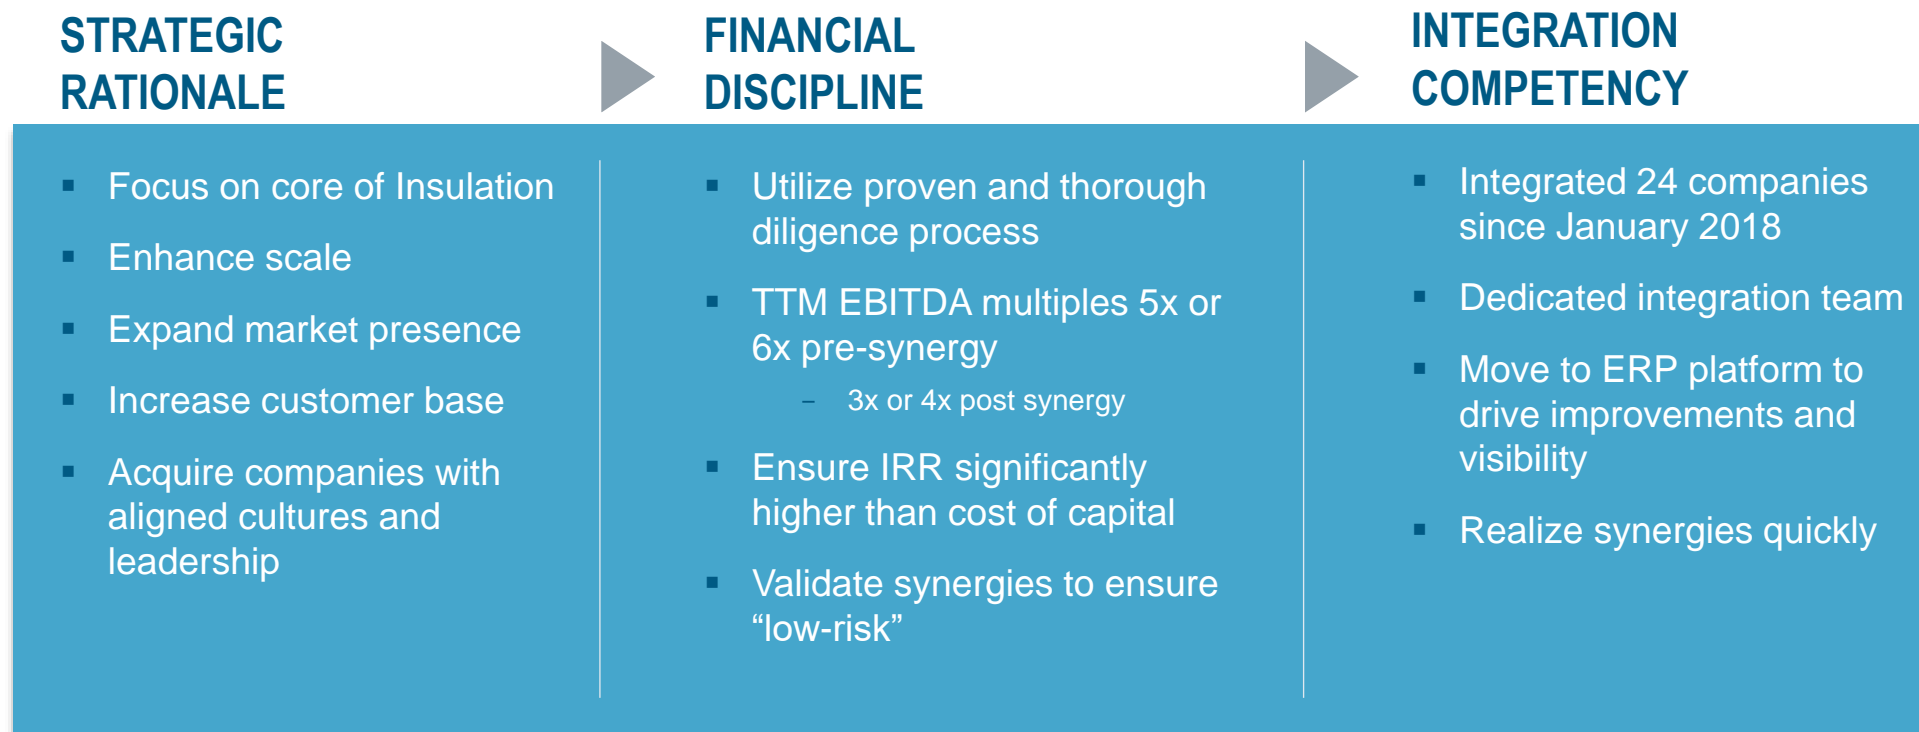 STRATEGIC
RATIONALE
▪ Focus on core of Insulation
▪ Enhance scale
▪ Expand market presence
▪ Increase customer base
▪ Acquire companies with
aligned cultures and
leadership
FINANCIAL
DISCIPLINE
▪ Utilize proven and thorough
diligence process
▪ TTM EBITDA multiples 5x or
6x pre-synergy
– 3x or 4x post synergy
▪ Ensure IRR significantly
higher than cost of capital
▪ Validate synergies to ensure
“low-risk”
INTEGRATION
COMPETENCY
▪ Integrated 24 companies
since January 2018
▪ Dedicated integration team
▪ Move to ERP platform to
drive improvements and
visibility
▪ Realize synergies quickly